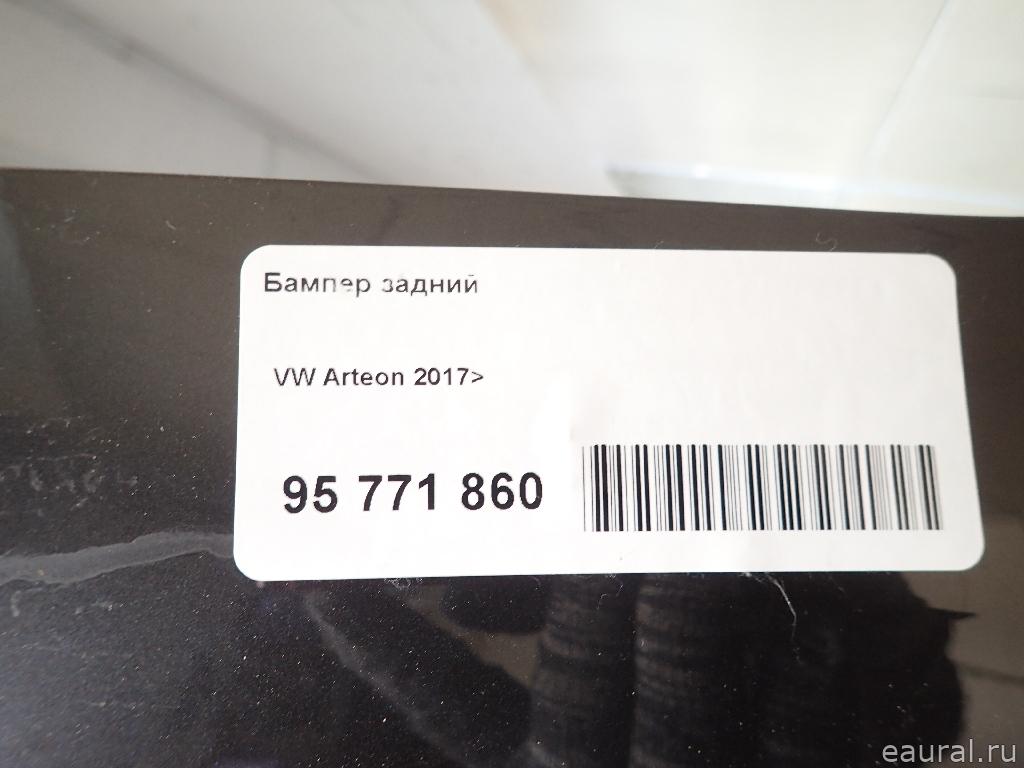 Бампер задний
VW Arteon 2017>
95 771 860
eaural.ru